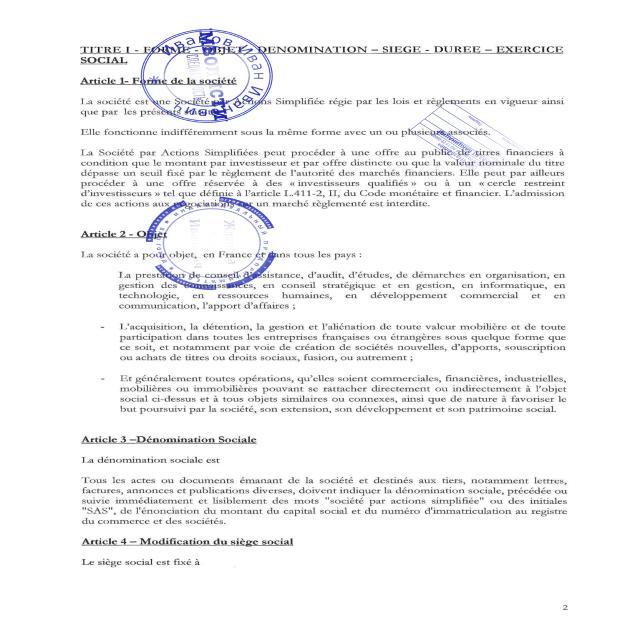 TITRE I - FORME - OBJET - DENOMINATION – SIEGE - DUREE – EXERCICE
SOCIAL
Article 1- Forme de la société
La société est une Société par Actions Simplifiée régie par les lois et règlements en vigueur ainsi
que par les présents
Elle fonctionne indifféremment sous la même forme avec un ou plusieurs associés.
La Société par Actions Simplifiées peut procéder à une offre au public de titres financiers à
condition que le montant par investisseur et par offre distincte ou que la valeur nominale du titre
dépasse un seuil fixé par le règlement de l'autorité des marchés financiers. Elle peut par ailleurs
procéder à une offre réservée à des « investisseurs qualifiés » ou à un « cercle restreint
d'investisseurs » tel que définie à l'article L.411-2, II, du Code monétaire et financier. L'admission
de ces actions aux négociations sur un marché règlementé est interdite.
Article 2 - Objet
La société a pour objet, en France et dans tous les pays :
La prestation de conseil d'assistance, d'audit, d'études, de démarches en organisation, en
gestion des connaissances, en conseil stratégique et en gestion, en informatique, en
technologie, en ressources humaines, en développement commercial et en
communication, l'apport d'affaires ;
- L'acquisition, la détention, la gestion et l'aliénation de toute valeur mobilière et de toute
participation dans toutes les entreprises françaises ou étrangères sous quelque forme que
ce soit, et notamment par voie de création de sociétés nouvelles, d'apports, souscription
ou achats de titres ou droits sociaux, fusion, ou autrement ;
- Et généralement toutes opérations, qu'elles soient commerciales, financières, industrielles,
mobilières ou immobilières pouvant se rattacher directement ou indirectement à l'objet
social ci-dessus et à tous objets similaires ou connexes, ainsi que de nature à favoriser le
but poursuivi par la société, son extension, son développement et son patrimoine social.
Article 3 –Dénomination Sociale
La dénomination sociale est
Tous les actes ou documents émanant de la société et destinés aux tiers, notamment lettres,
factures, annonces et publications diverses, doivent indiquer la dénomination sociale, précédée ou
suivie immédiatement et lisiblement des mots "société par actions simplifiée" ou des initiales
"SAS", de l'énonciation du montant du capital social et du numéro d'immatriculation au registre
du commerce et des sociétés.
Article 4 – Modification du siège social
Le siège social est fixé à
2
Иванов Иван Иванович